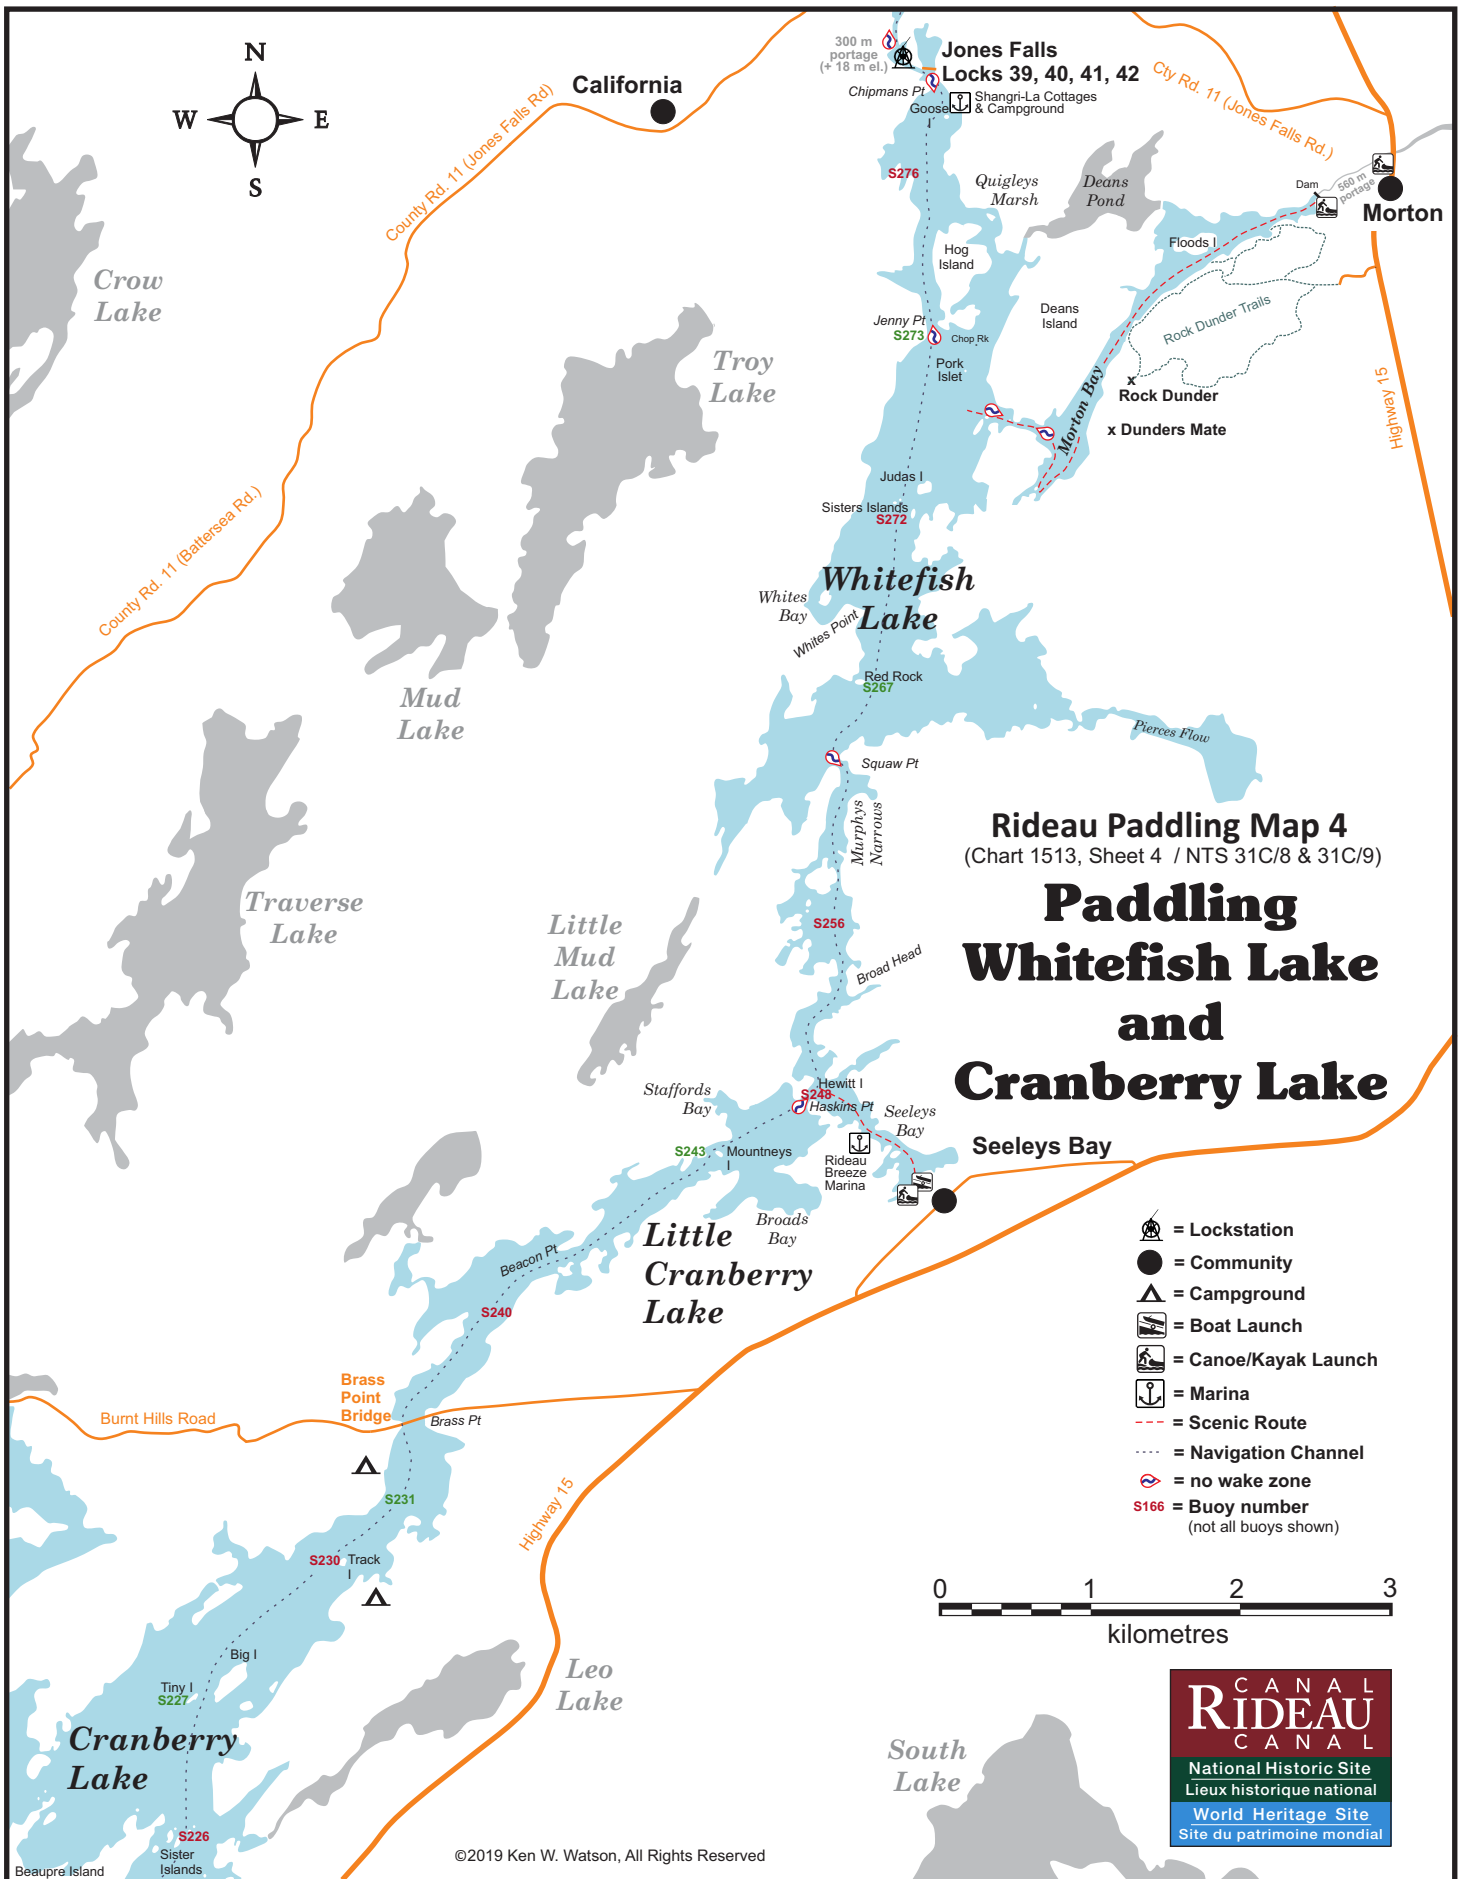 N
W
E
S
California
County Rd. 11 (Jones Falls Rd)
300 m
portage
(+ 18 m el.)
Jones Falls
Locks 39, 40, 41, 42
Chipmans Pt
Goose
Shangri-La Cottages
& Campground
Cty Rd. 11 (Jones Falls Rd.)
S276
Quigleys
Marsh
Deans
Pond
Dam
560 m
portage
Morton
Floods I
Hog
Island
Deans
Island
Rock Dunder Trails
Crow
Lake
Jenny Pt
S273
Chop Rk
Pork
Islet
Troy
Lake
Morton Bay
x
Rock Dunder
x Dunders Mate
Highway 15
Judas I
Sisters Islands
S272
County Rd. 11 (Battersea Rd.)
Whitefish
Lake
Whites
Bay
Whites Point
Red Rock
S267
Mud
Lake
Pierces Flow
Squaw Pt
Murphys
Narrows
Rideau Paddling Map 4
(Chart 1513, Sheet 4 / NTS 31C/8 & 31C/9)
Paddling
Whitefish Lake
and
Cranberry Lake
Traverse
Lake
Little
Mud
Lake
S256
Broad Head
Hewitt I
S248
Haskins Pt
Staffords
Bay
Seeleys
Bay
Seeleys Bay
S243
Mountneys
I
Rideau
Breeze
Marina
Broads
Bay
Little
Cranberry
Lake
Beacon Pt
S240
= Lockstation
= Community
= Campground
= Boat Launch
= Canoe/Kayak Launch
= Marina
= Scenic Route
= Navigation Channel
= no wake zone
S166 = Buoy number
(not all buoys shown)
Brass
Point
Bridge
Burnt Hills Road
Brass Pt
S231
Highway 15
S230
Track
I
0
1
2
3
kilometres
Big I
Tiny I
S227
Leo
Lake
Cranberry
Lake
South
Lake
S226
Sister
Islands
Beaupre Island
©2019 Ken W. Watson, All Rights Reserved
CANAL
RIDEAU
CANAL
National Historic Site
Lieux historique national
World Heritage Site
Site du patrimoine mondial